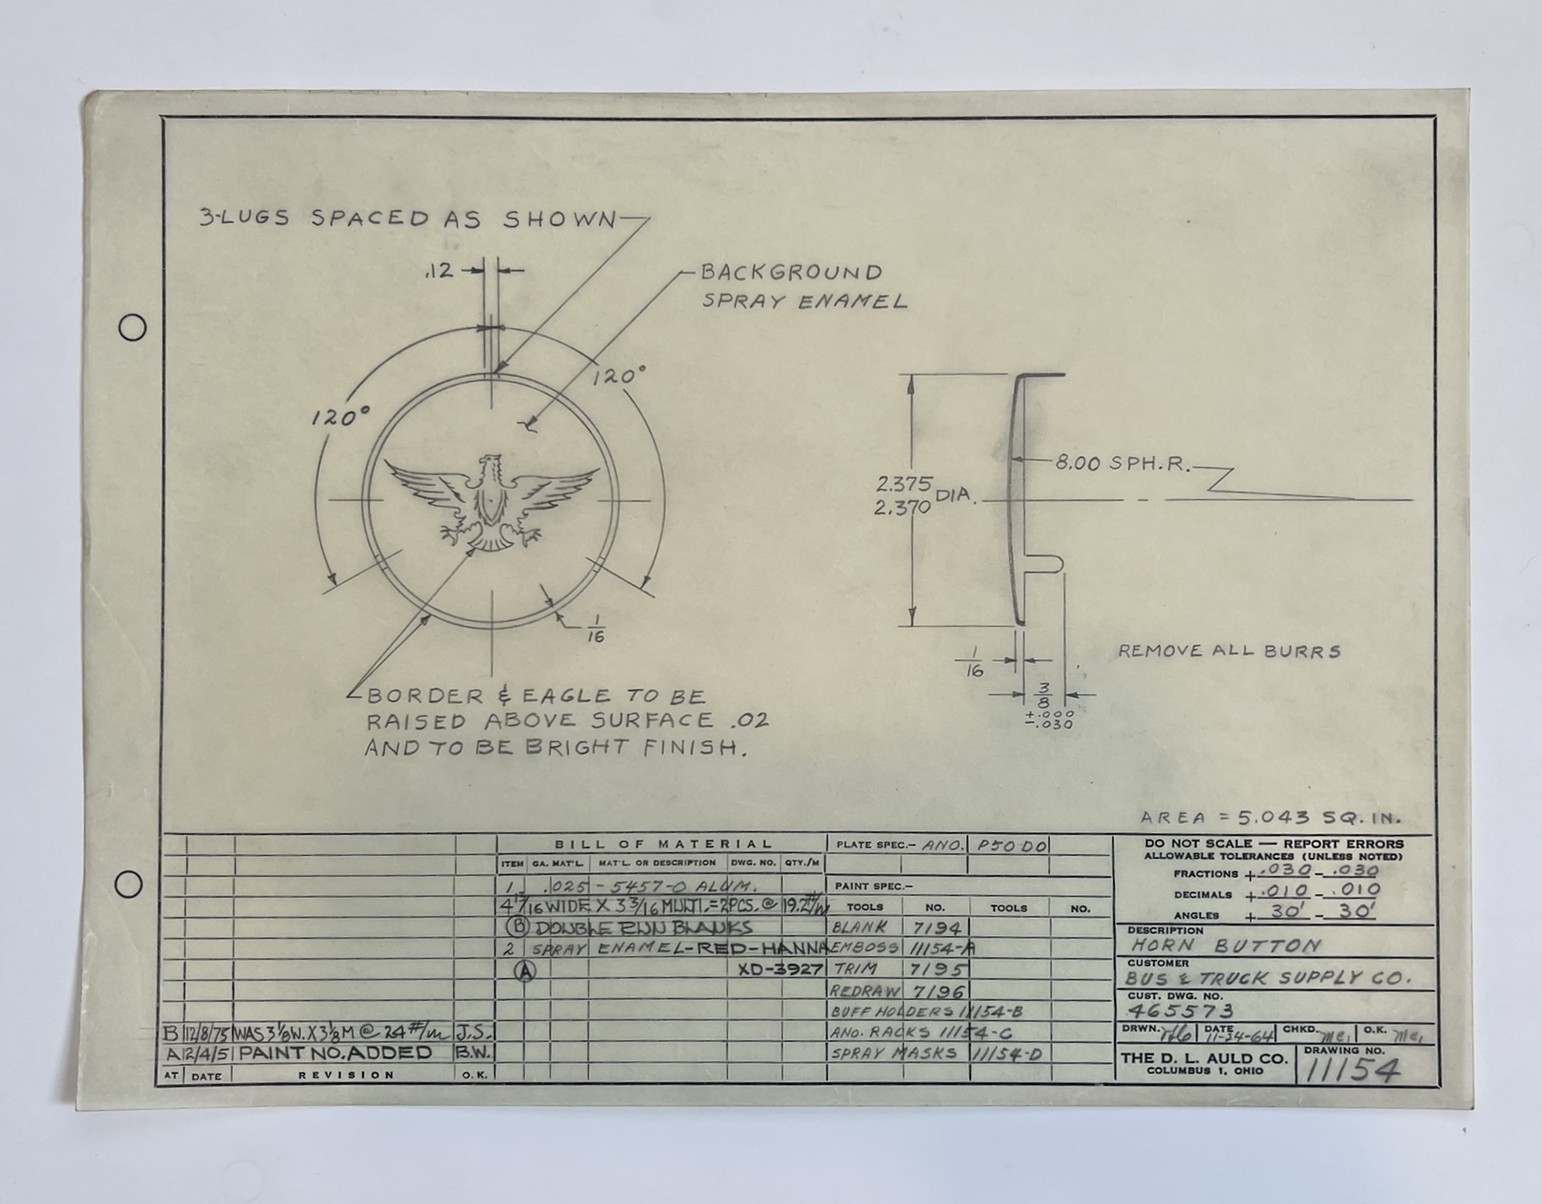 3-LUGS SPACED AS SHOWN
.12
BACKGROUND
SPRAY ENAMEL
120°
120°
8.00 SPH.R.
2.375
2.370 DIA.
1/16
REMOVE ALL BURRS
1/16
3/8
+.000
-.030
BORDER & EAGLE TO BE
RAISED ABOVE SURFACE .02
AND TO BE BRIGHT FINISH.
AREA = 5.043 SQ. IN.
BILL OF MATERIAL
ITEM GA. MAT'L. MAT'L. OR DESCRIPTION DWG. NO. QTY./M
1 .025 - 5457-O ALUM.
4 7/16 WIDE X 3 3/16 MULTI.=2PCS. @ 19.2#/M
B DOUBLE RUN BLANKS
2 SPRAY ENAMEL-RED-HANNA
A XD-3927
PLATE SPEC.- ANO. P50 D0
PAINT SPEC.-
TOOLS NO. TOOLS NO.
BLANK 7194
EMBOSS 11154-A
TRIM 7195
REDRAW 7196
BUFF HOLDERS 11154-B
ANO. RACKS 11154-C
SPRAY MASKS 11154-D
B 12/8/75 WAS 3 1/8 W. X 3 1/8 M @ 24#/m J.S.
A 2/4/51 PAINT NO. ADDED B.W.
AT DATE REVISION O.K.
DO NOT SCALE — REPORT ERRORS
ALLOWABLE TOLERANCES (UNLESS NOTED)
FRACTIONS +.030 -.030
DECIMALS +.010 -.010
ANGLES + 30' - 30'
DESCRIPTION
HORN BUTTON
CUSTOMER
BUS & TRUCK SUPPLY CO.
CUST. DWG. NO.
465573
DRWN. DATE 11-24-64 CHKD. O.K.
THE D. L. AULD CO.
COLUMBUS 1, OHIO
DRAWING NO.
11154